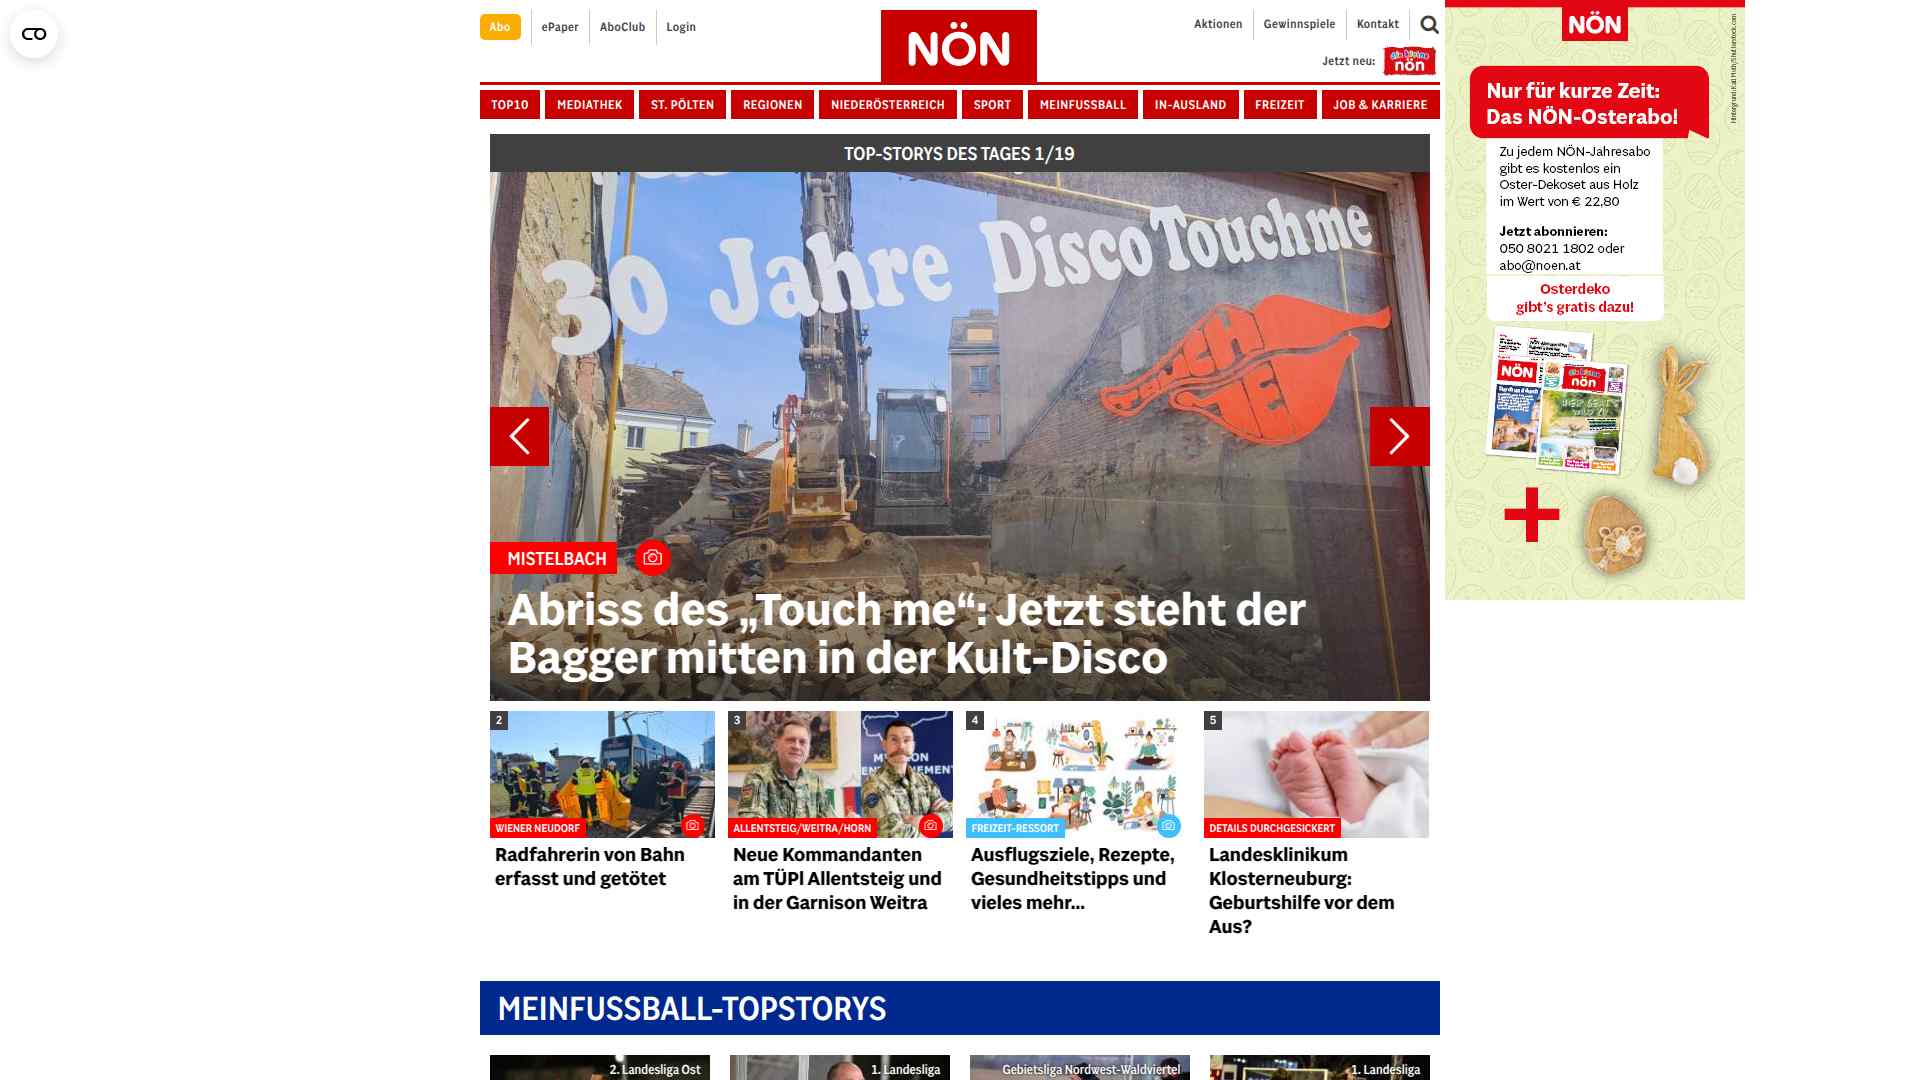 Abo
ePaper
AboClub
Login
NÖN
Aktionen
Gewinnspiele
Kontakt
Jetzt neu:
die kleine
nön
TOP10
MEDIATHEK
ST. PÖLTEN
REGIONEN
NIEDERÖSTERREICH
SPORT
MEINFUSSBALL
IN-AUSLAND
FREIZEIT
JOB & KARRIERE
TOP-STORYS DES TAGES 1/19
30 Jahre Disco Touchme
TOUCH
ME
MISTELBACH
Abriss des „Touch me“: Jetzt steht der
Bagger mitten in der Kult-Disco
2
WIENER NEUDORF
Radfahrerin von Bahn
erfasst und getötet
3
ALLENTSTEIG/WEITRA/HORN
Neue Kommandanten
am TÜPl Allentsteig und
in der Garnison Weitra
4
FREIZEIT-RESSORT
Ausflugsziele, Rezepte,
Gesundheitstipps und
vieles mehr...
5
DETAILS DURCHGESICKERT
Landesklinikum
Klosterneuburg:
Geburtshilfe vor dem
Aus?
MEINFUSSBALL-TOPSTORYS
2. Landesliga Ost
1. Landesliga
Gebietsliga Nordwest-Waldviertel
1. Landesliga
NÖN
Nur für kurze Zeit:
Das NÖN-Osterabo!
Zu jedem NÖN-Jahresabo
gibt es kostenlos ein
Oster-Dekoset aus Holz
im Wert von € 22,80
Jetzt abonnieren:
050 8021 1802 oder
abo@noen.at
Osterdeko
gibt's gratis dazu!
NÖN
nön